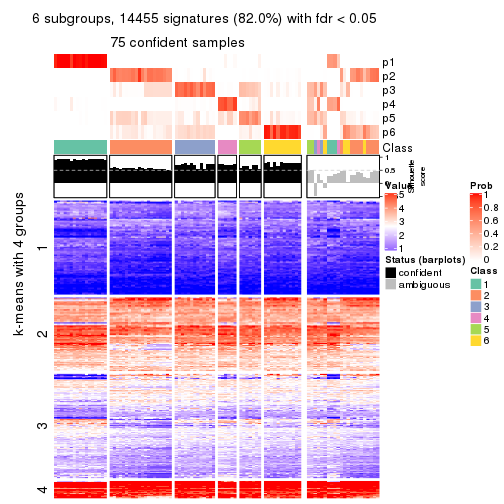 6 subgroups, 14455 signatures (82.0%) with fdr < 0.05
75 confident samples
p1
p2
p3
p4
p5
p6
Class
1
0.5
0
Silhouette
score
k-means with 4 groups
1
2
3
4
Value
5
4
3
2
1
Status (barplots)
confident
ambiguous
Prob
1
0.8
0.6
0.4
0.2
0
Class
1
2
3
4
5
6